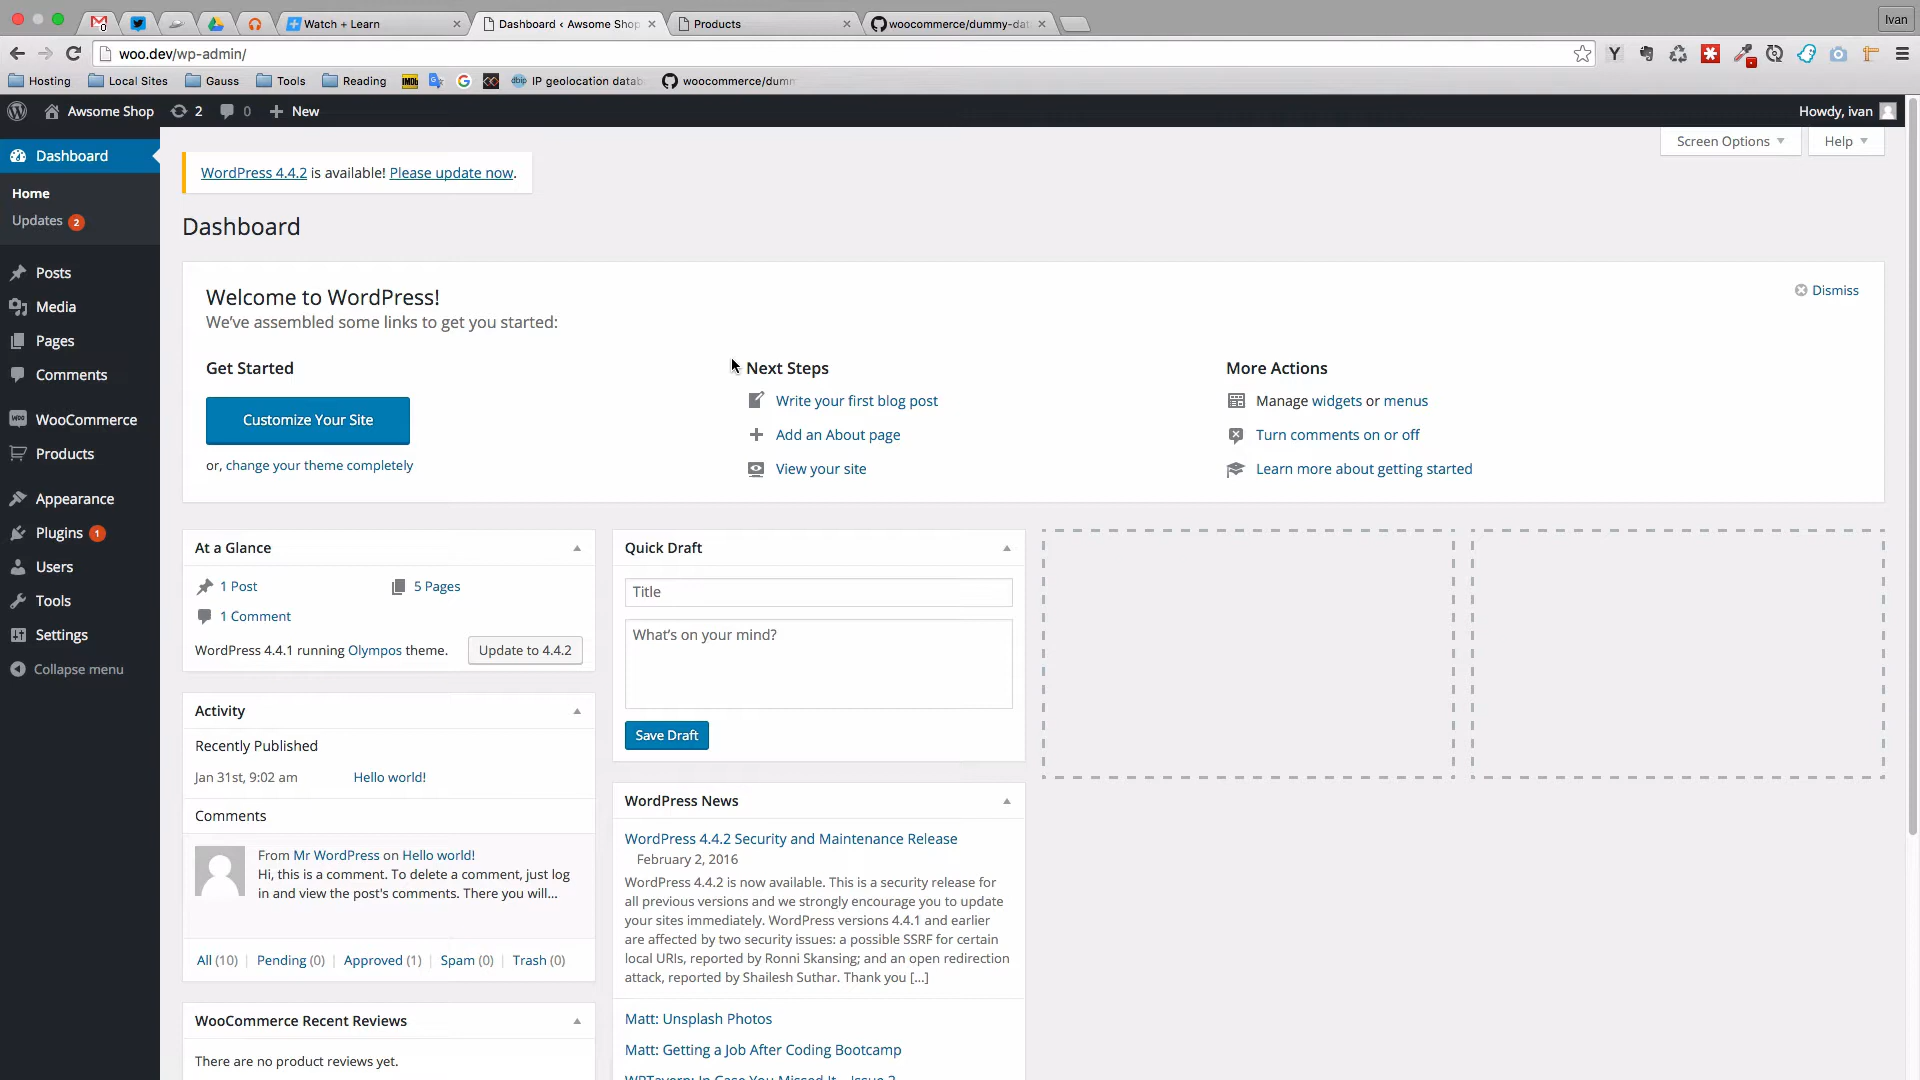 Watch + Learn
Dashboard ‹ Awsome Shop
Products
woocommerce/dummy-dat
Ivan
woo.dev/wp-admin/
Hosting
Local Sites
Gauss
Tools
Reading
IMDb
dbip
IP geolocation datab
woocommerce/dumm
Awsome Shop
2
0
New
Howdy, ivan
Dashboard
Home
Updates 2
Posts
Media
Pages
Comments
WooCommerce
Products
Appearance
Plugins 1
Users
Tools
Settings
Collapse menu
Screen Options
Help
WordPress 4.4.2 is available! Please update now.
Dashboard
Welcome to WordPress!
We've assembled some links to get you started:
Dismiss
Get Started
Customize Your Site
or, change your theme completely
Next Steps
Write your first blog post
Add an About page
View your site
More Actions
Manage widgets or menus
Turn comments on or off
Learn more about getting started
At a Glance
1 Post
5 Pages
1 Comment
WordPress 4.4.1 running Olympos theme.
Update to 4.4.2
Activity
Recently Published
Jan 31st, 9:02 am
Hello world!
Comments
From Mr WordPress on Hello world!
Hi, this is a comment. To delete a comment, just log
in and view the post's comments. There you will...
All (10) | Pending (0) | Approved (1) | Spam (0) | Trash (0)
WooCommerce Recent Reviews
There are no product reviews yet.
Quick Draft
Title
What's on your mind?
Save Draft
WordPress News
WordPress 4.4.2 Security and Maintenance Release
February 2, 2016
WordPress 4.4.2 is now available. This is a security release for
all previous versions and we strongly encourage you to update
your sites immediately. WordPress versions 4.4.1 and earlier
are affected by two security issues: a possible SSRF for certain
local URIs, reported by Ronni Skansing; and an open redirection
attack, reported by Shailesh Suthar. Thank you [...]
Matt: Unsplash Photos
Matt: Getting a Job After Coding Bootcamp
WPTavern: In Case You Missed It – Issue 2